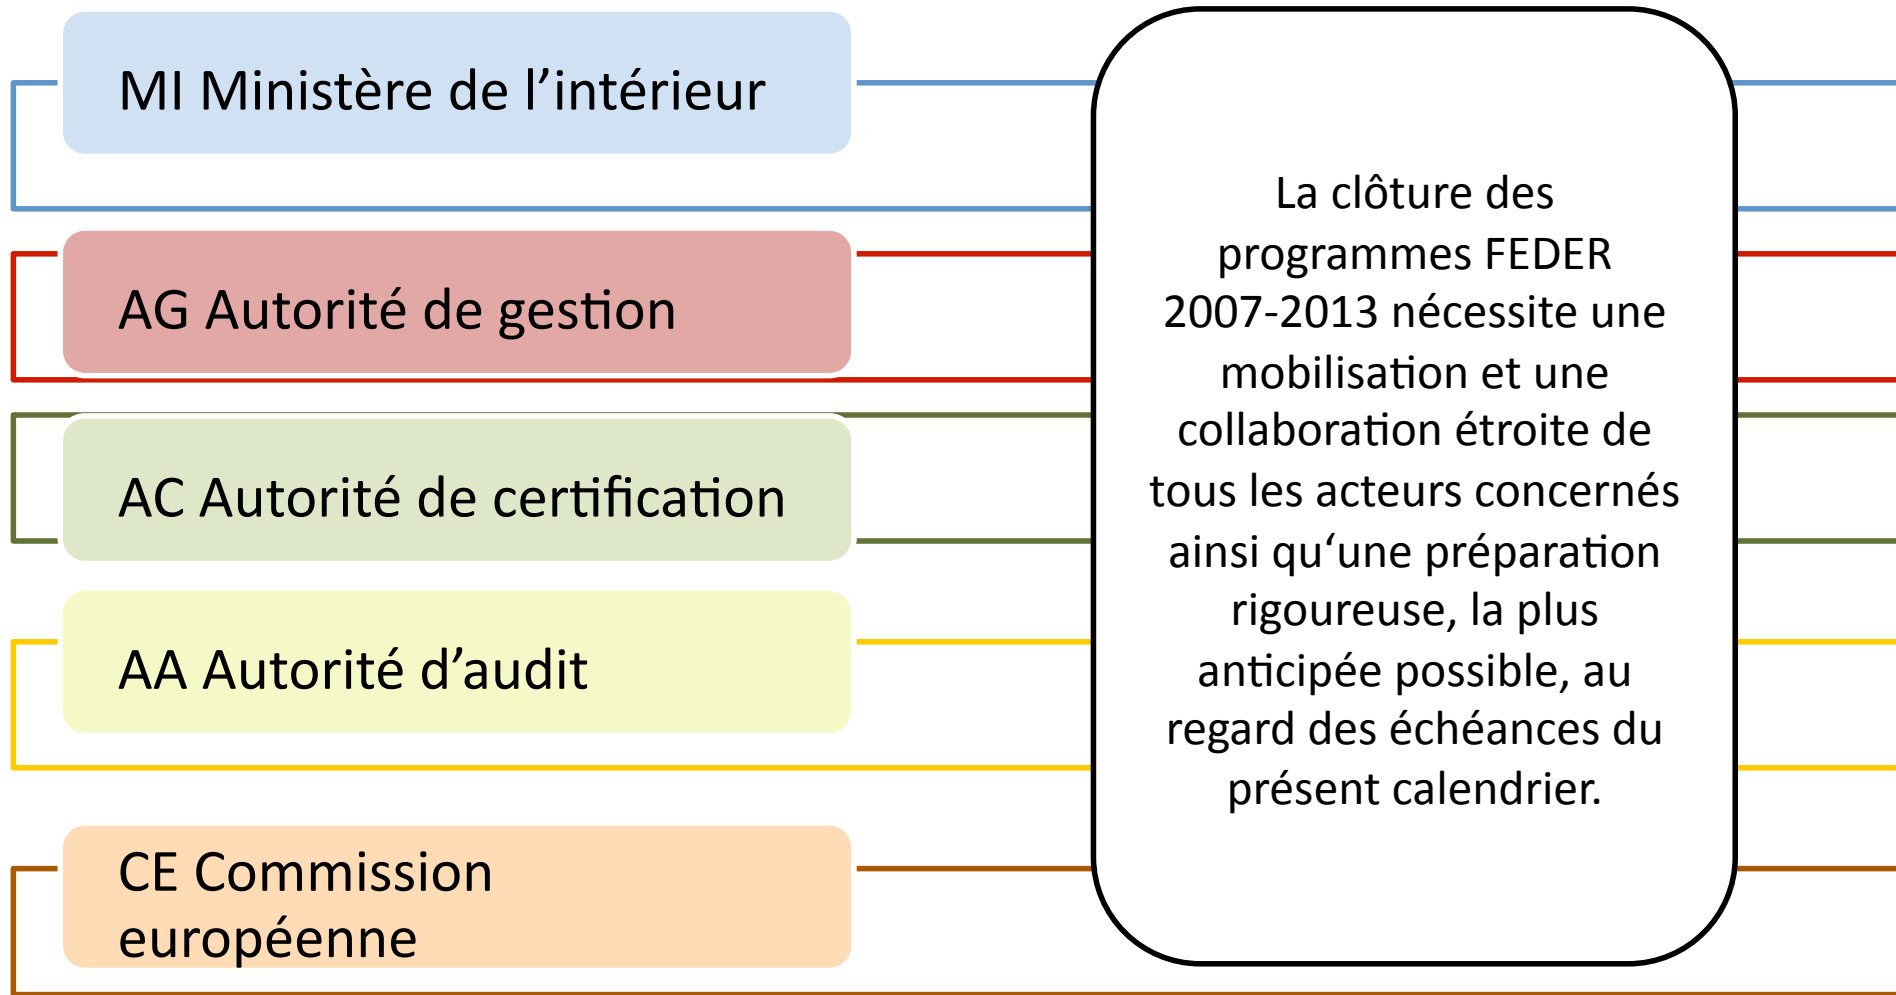 MI Ministère de l’intérieur
AG Autorité de gestion
AC Autorité de certification
AA Autorité d’audit
CE Commission
européenne
La clôture des
programmes FEDER
2007-2013 nécessite une
mobilisation et une
collaboration étroite de
tous les acteurs concernés
ainsi qu‘une préparation
rigoureuse, la plus
anticipée possible, au
regard des échéances du
présent calendrier.